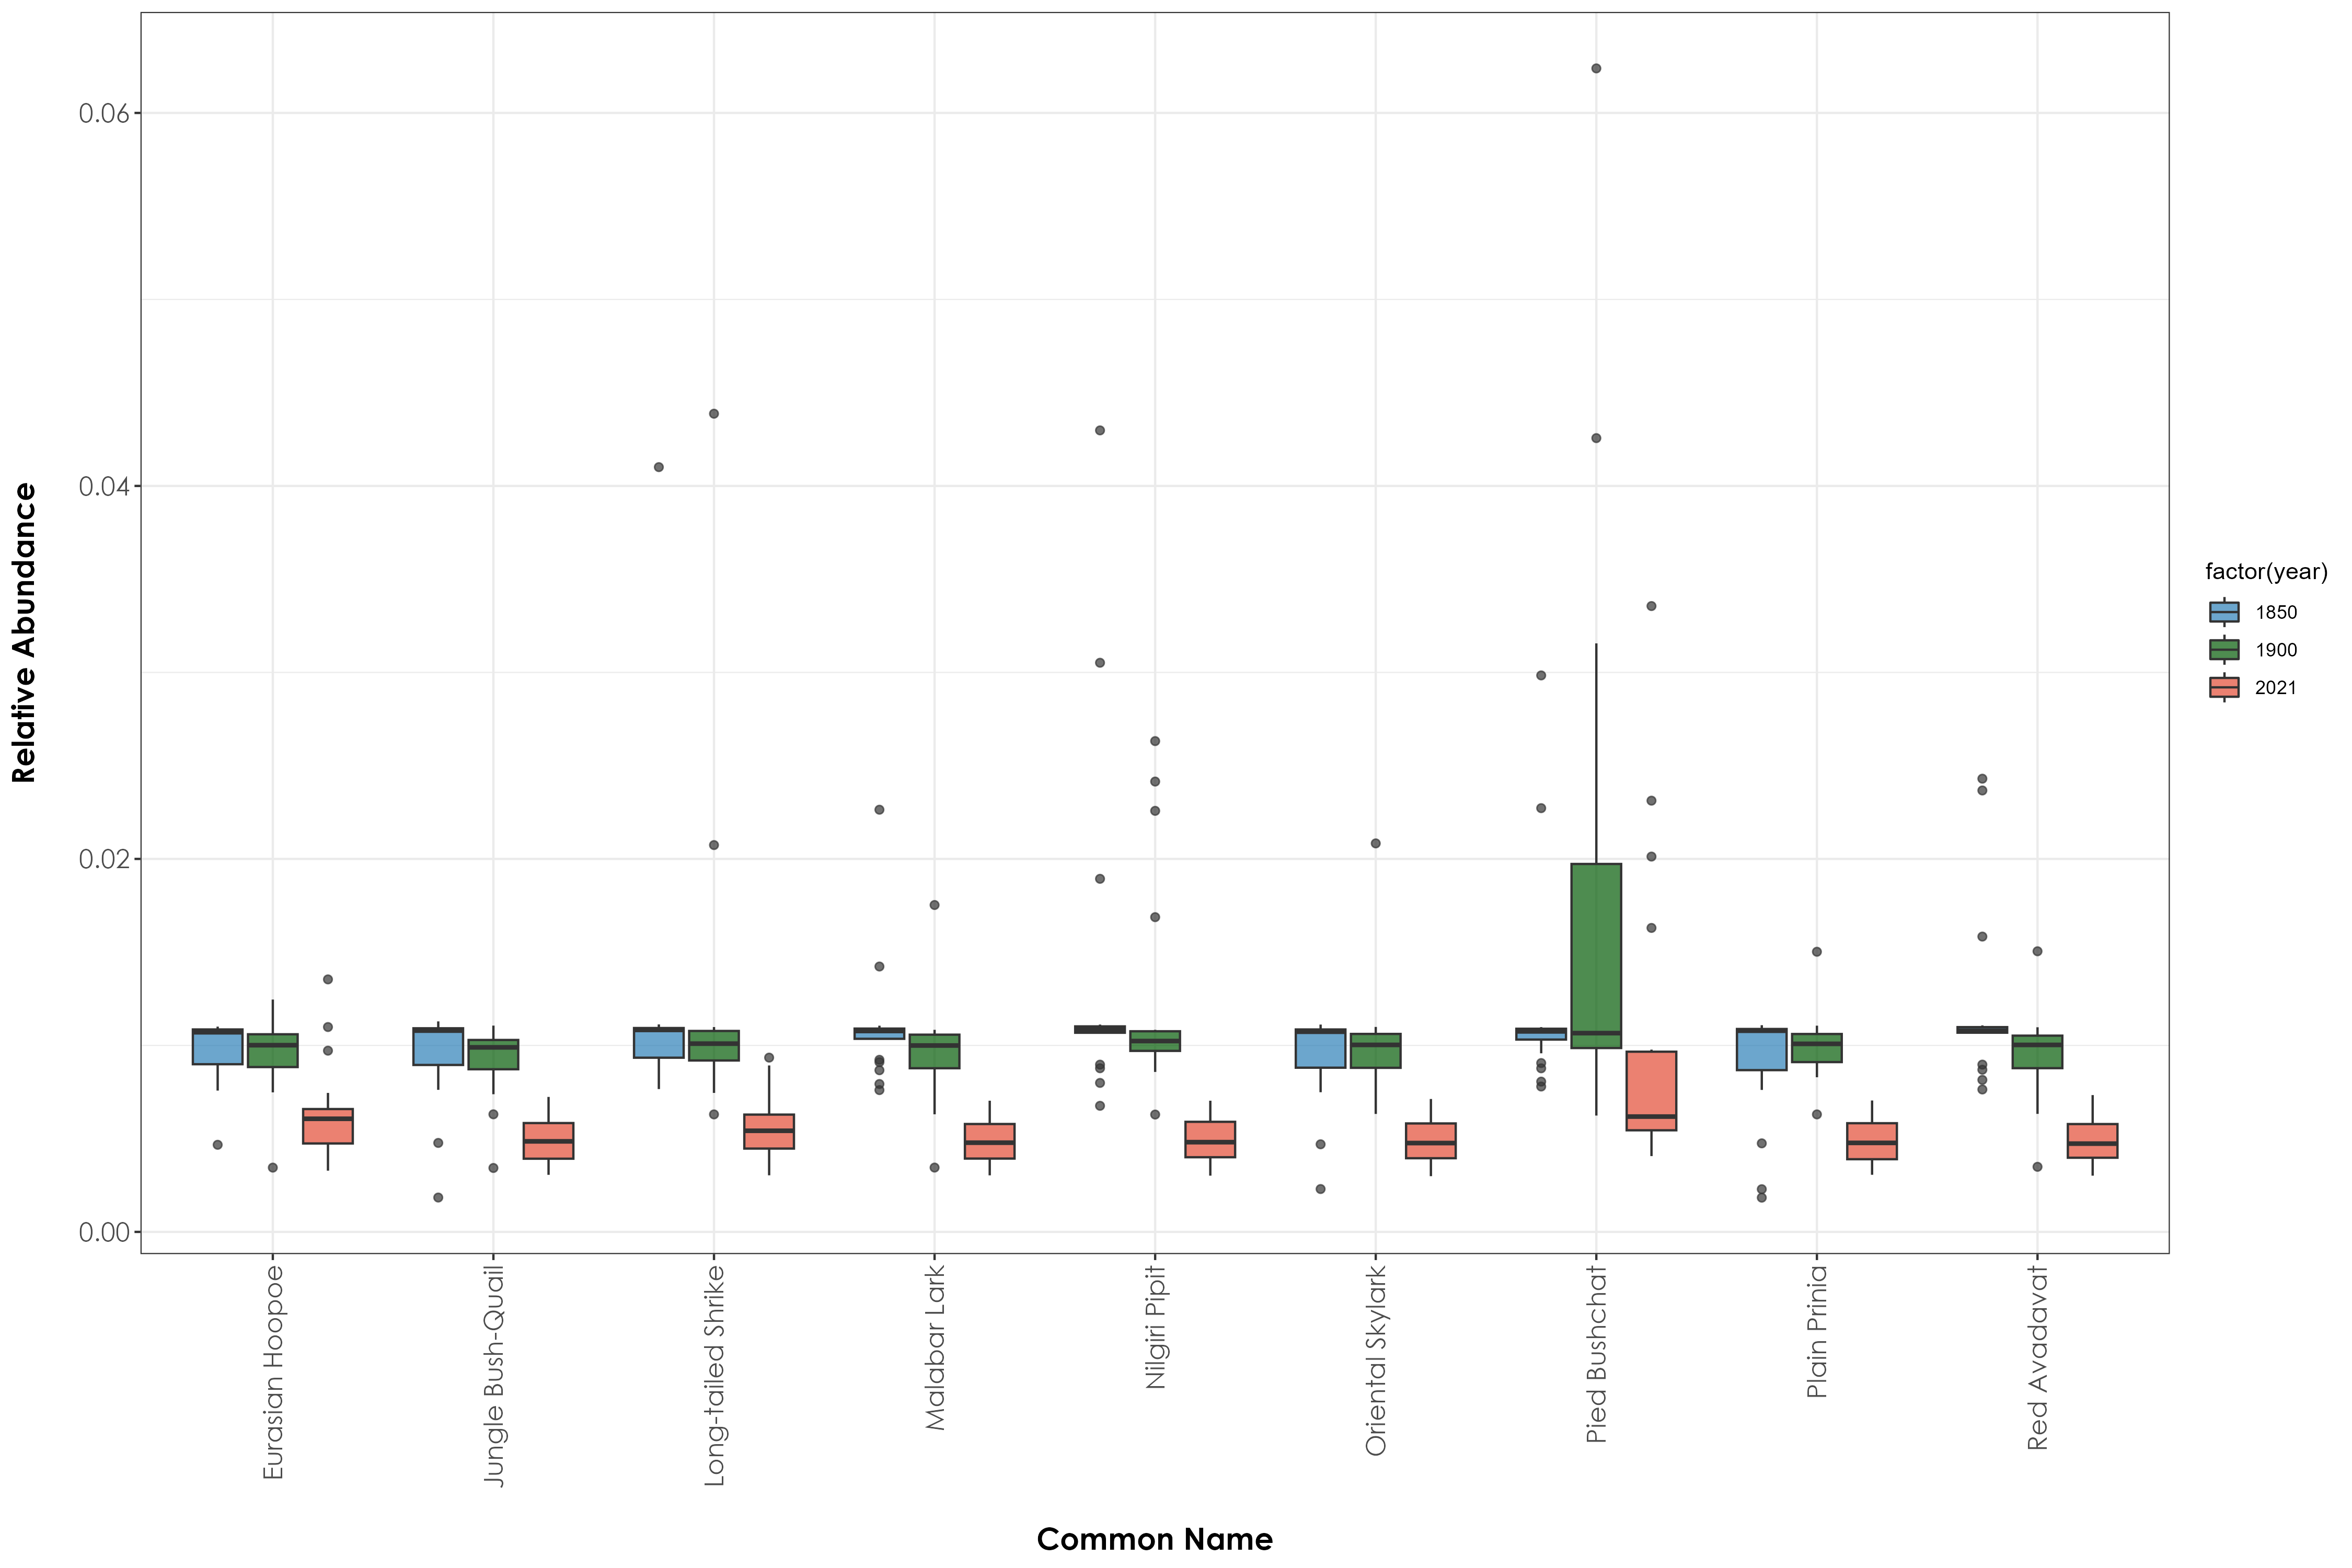 0.06
0.04
0.02
0.00
Relative Abundance
Eurasian Hoopoe
Jungle Bush-Quail
Long-tailed Shrike
Malabar Lark
Nilgiri Pipit
Oriental Skylark
Pied Bushchat
Plain Prinia
Red Avadavat
Common Name
factor(year)
1850
1900
2021